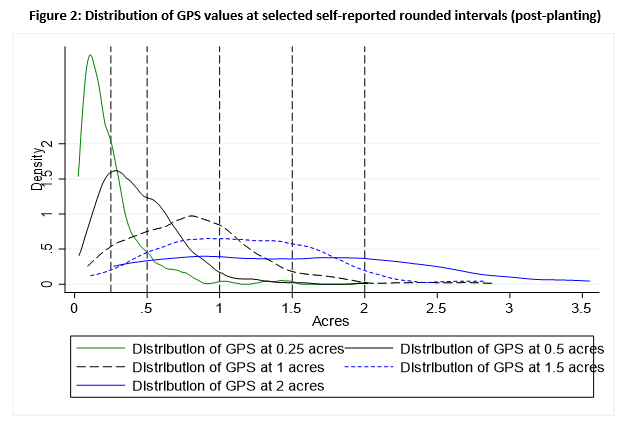 Figure 2: Distribution of GPS values at selected self-reported rounded intervals (post-planting)
Density
2
1.5
1
.5
0
0 .5 1 1.5 2 2.5 3 3.5
Acres
Distribution of GPS at 0.25 acres Distribution of GPS at 0.5 acres
Distribution of GPS at 1 acres Distribution of GPS at 1.5 acres
Distribution of GPS at 2 acres